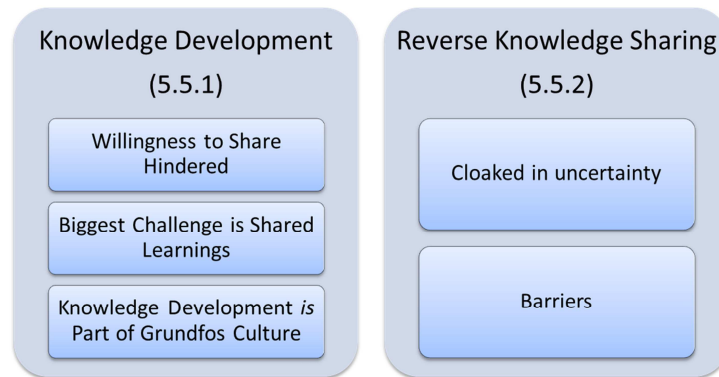 Knowledge Development
(5.5.1)
Willingness to Share
Hindered
Biggest Challenge is Shared
Learnings
Knowledge Development is
Part of Grundfos Culture
Reverse Knowledge Sharing
(5.5.2)
Cloaked in uncertainty
Barriers